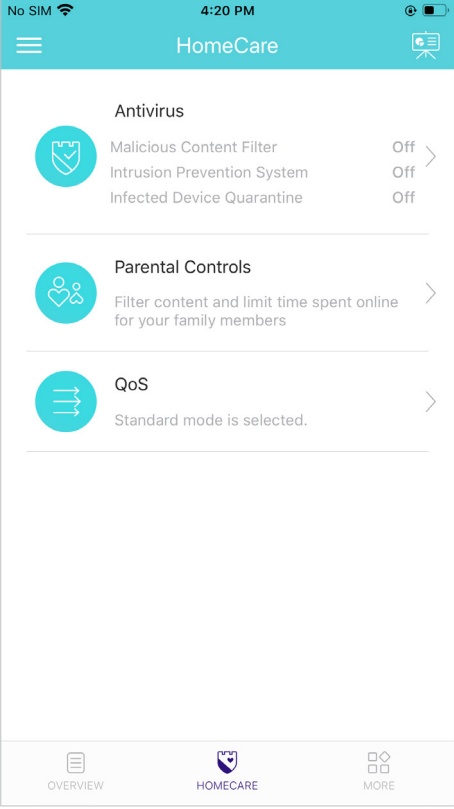 No SIM 4:20 PM
HomeCare
Antivirus
Malicious Content Filter Off
Intrusion Prevention System Off
Infected Device Quarantine Off
Parental Controls
Filter content and limit time spent online
for your family members
QoS
Standard mode is selected.
OVERVIEW HOMECARE MORE